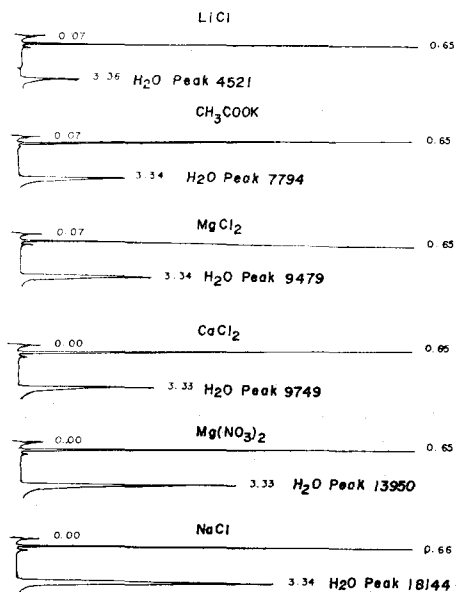 LiCl
0.07
0.65
3.36 H2O Peak 4521
CH3COOK
0.07
0.65
3.34 H2O Peak 7794
MgCl2
0.07
0.65
3.34 H2O Peak 9479
CaCl2
0.00
0.65
3.33 H2O Peak 9749
Mg(NO3)2
0.00
0.65
3.33 H2O Peak 13950
NaCl
0.00
0.66
3.34 H2O Peak 18144